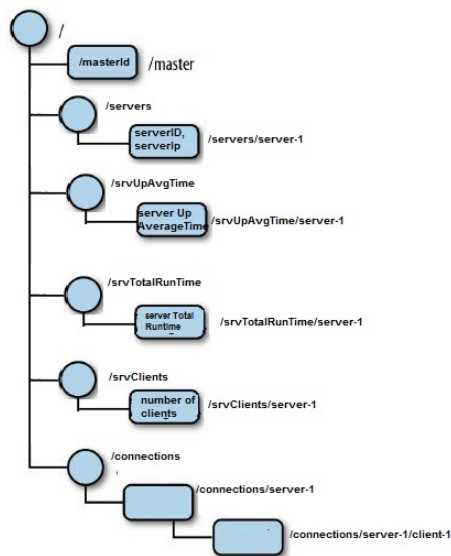 /
/masterId /master
/servers
serverID,
serverIp
/servers/server-1
/srvUpAvgTime
server Up
AverageTime
/srvUpAvgTime/server-1
/srvTotalRunTime
server Total
Runtime
/srvTotalRunTime/server-1
/srvClients
number of
clients
/srvClients/server-1
/connections
/connections/server-1
/connections/server-1/client-1